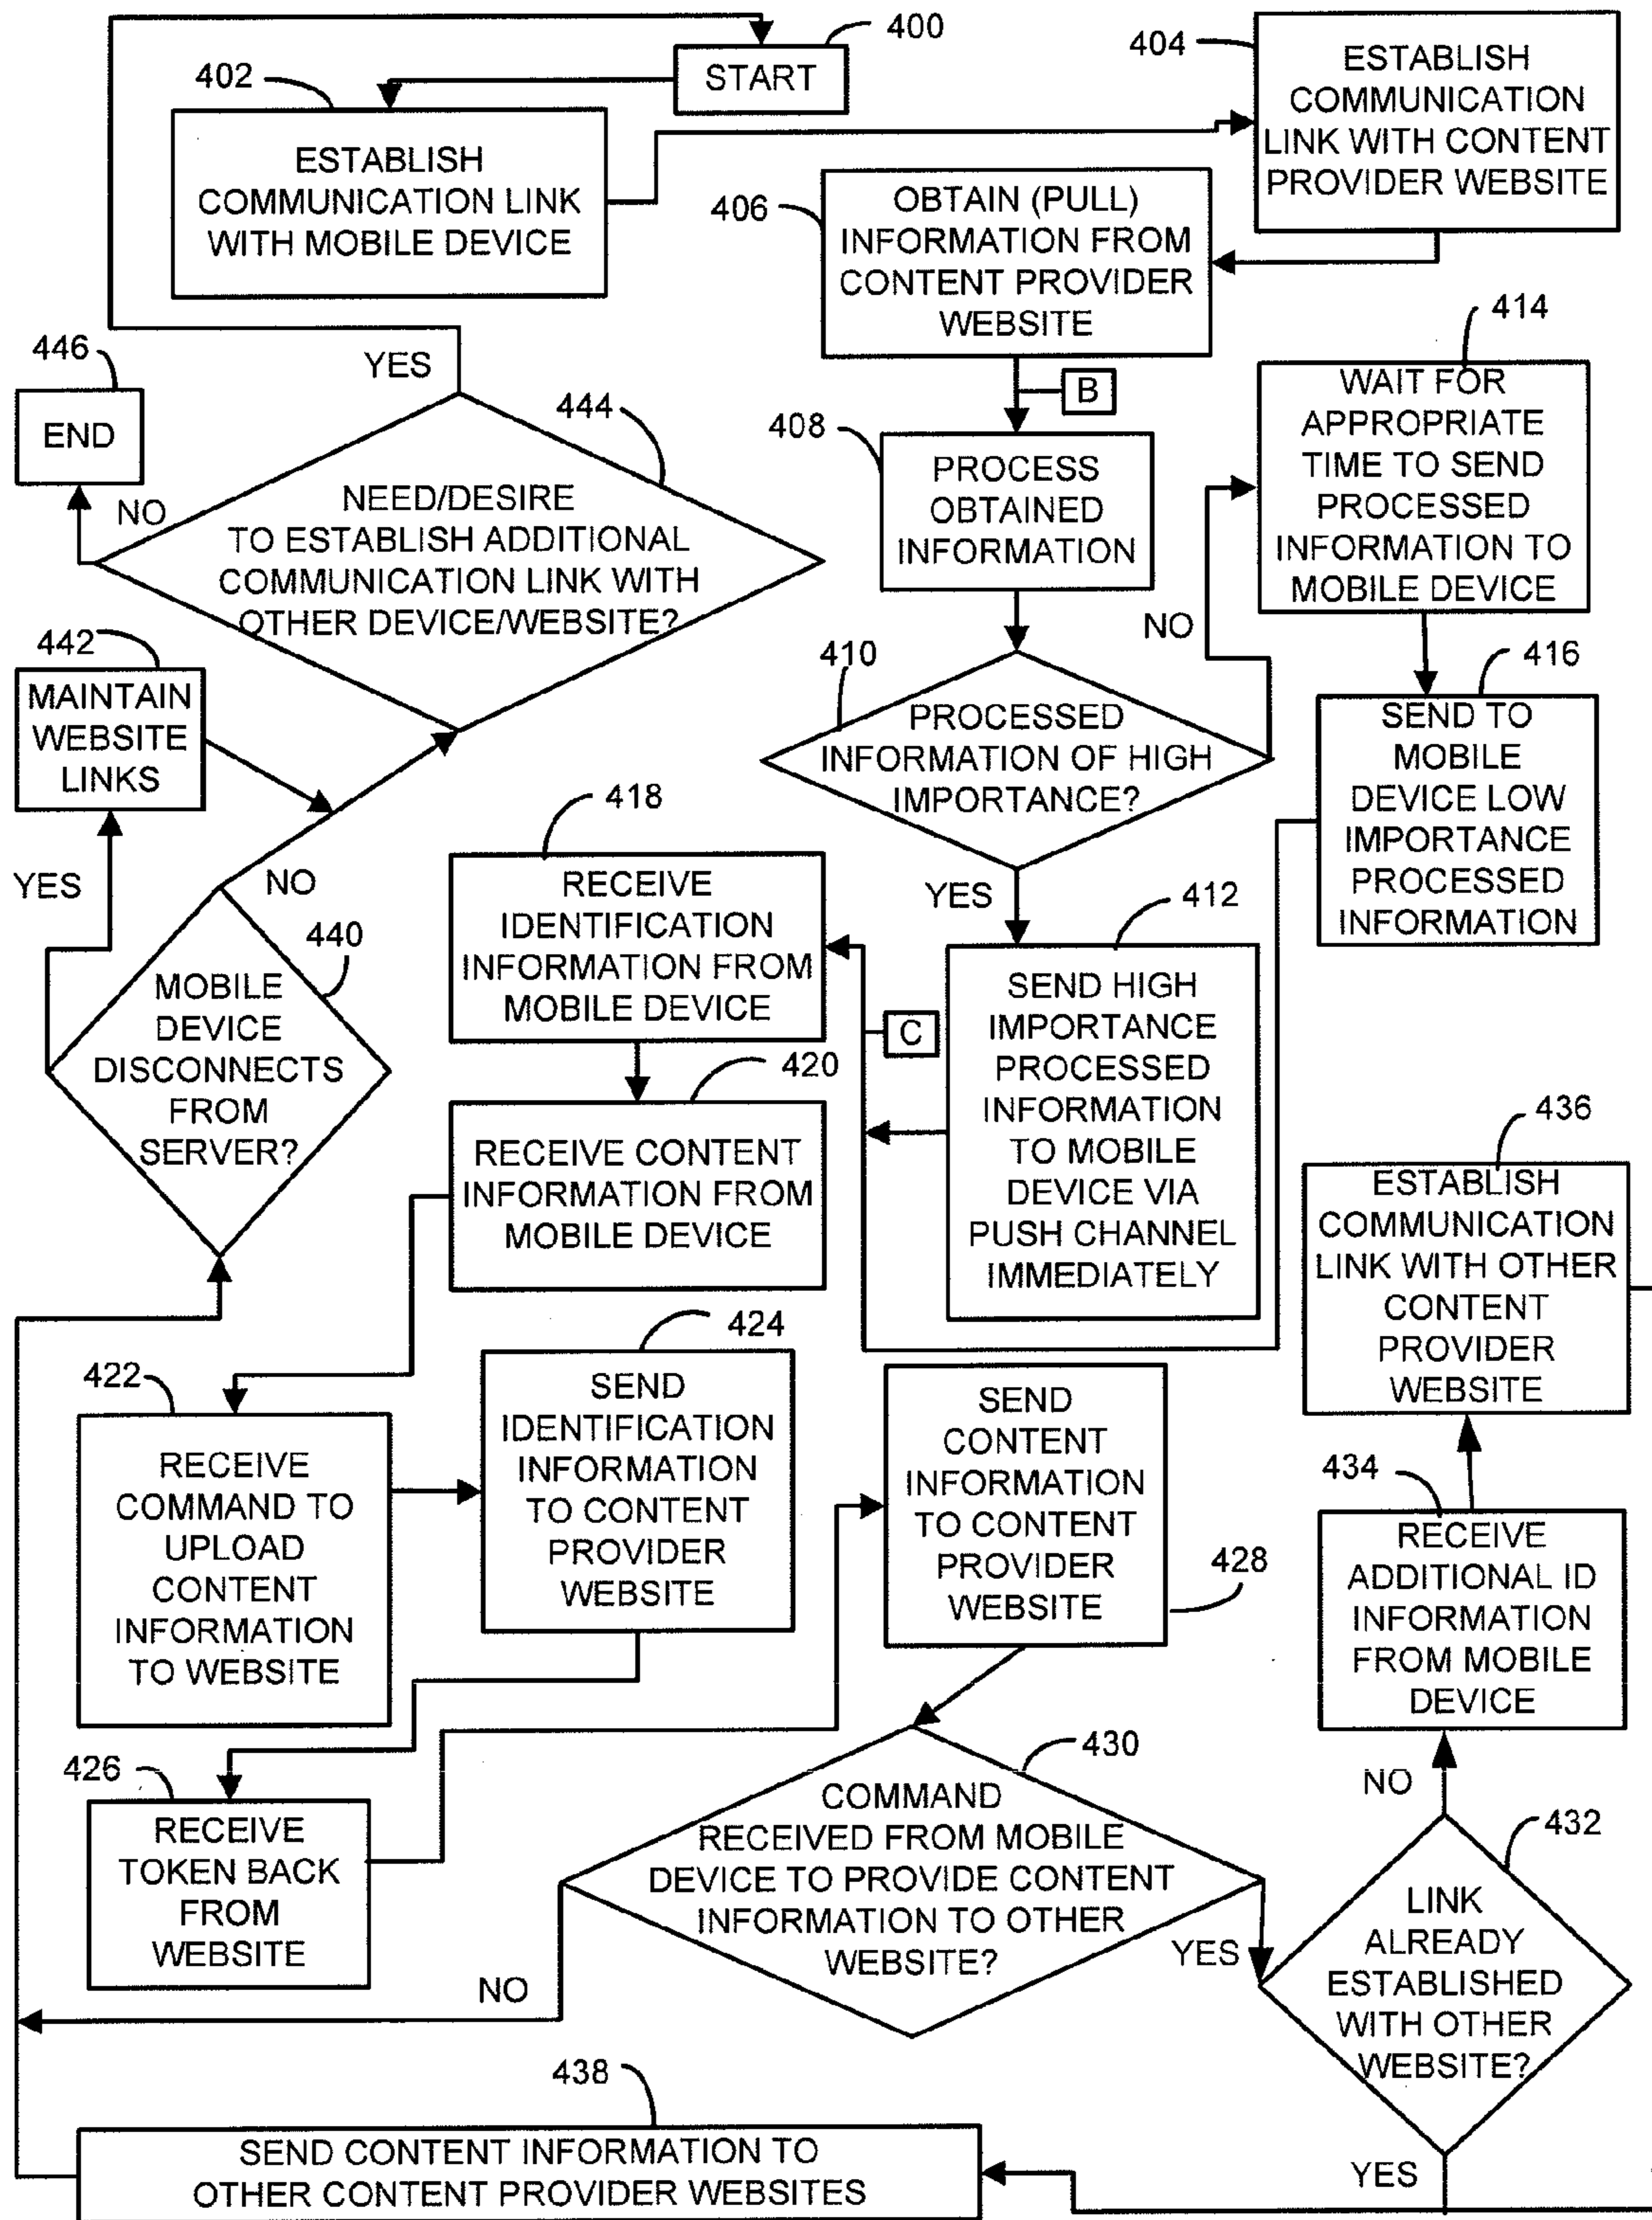 400
START
402
ESTABLISH
COMMUNICATION LINK
WITH MOBILE DEVICE
404
ESTABLISH
COMMUNICATION
LINK WITH CONTENT
PROVIDER WEBSITE
406
OBTAIN (PULL)
INFORMATION FROM
CONTENT PROVIDER
WEBSITE
B
408
PROCESS
OBTAINED
INFORMATION
410
PROCESSED
INFORMATION OF HIGH
IMPORTANCE?
NO
YES
414
WAIT FOR
APPROPRIATE
TIME TO SEND
PROCESSED
INFORMATION TO
MOBILE DEVICE
416
SEND TO
MOBILE
DEVICE LOW
IMPORTANCE
PROCESSED
INFORMATION
412
SEND HIGH
IMPORTANCE
PROCESSED
INFORMATION
TO MOBILE
DEVICE VIA
PUSH CHANNEL
IMMEDIATELY
C
418
RECEIVE
IDENTIFICATION
INFORMATION FROM
MOBILE DEVICE
420
RECEIVE CONTENT
INFORMATION FROM
MOBILE DEVICE
422
RECEIVE
COMMAND TO
UPLOAD
CONTENT
INFORMATION
TO WEBSITE
424
SEND
IDENTIFICATION
INFORMATION
TO CONTENT
PROVIDER
WEBSITE
426
RECEIVE
TOKEN BACK
FROM
WEBSITE
428
SEND
CONTENT
INFORMATION
TO CONTENT
PROVIDER
WEBSITE
430
COMMAND
RECEIVED FROM MOBILE
DEVICE TO PROVIDE CONTENT
INFORMATION TO OTHER
WEBSITE?
NO
YES
432
LINK
ALREADY
ESTABLISHED
WITH OTHER
WEBSITE?
NO
YES
434
RECEIVE
ADDITIONAL ID
INFORMATION
FROM MOBILE
DEVICE
436
ESTABLISH
COMMUNICATION
LINK WITH OTHER
CONTENT
PROVIDER
WEBSITE
438
SEND CONTENT INFORMATION TO
OTHER CONTENT PROVIDER WEBSITES
440
MOBILE
DEVICE
DISCONNECTS
FROM
SERVER?
YES
NO
442
MAINTAIN
WEBSITE
LINKS
444
NEED/DESIRE
TO ESTABLISH ADDITIONAL
COMMUNICATION LINK WITH
OTHER DEVICE/WEBSITE?
YES
NO
446
END